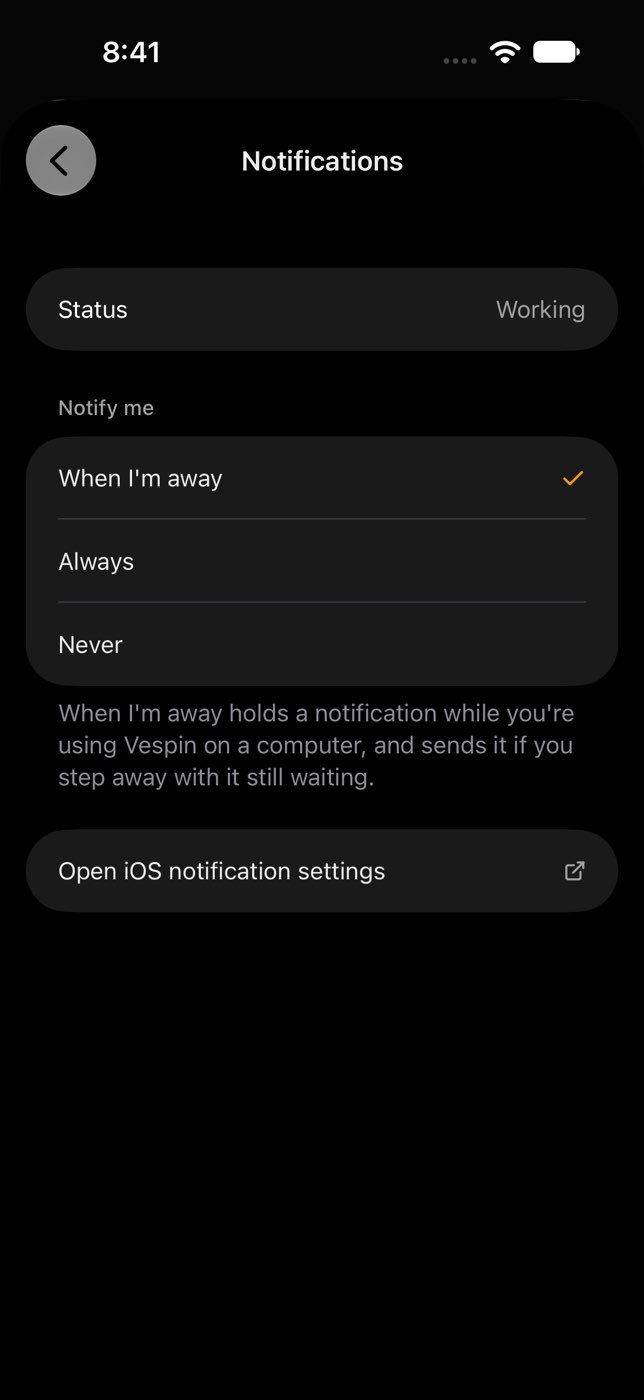 8:41
Notifications
Status Working
Notify me
When I'm away
Always
Never
When I'm away holds a notification while you're
using Vespin on a computer, and sends it if you
step away with it still waiting.
Open iOS notification settings